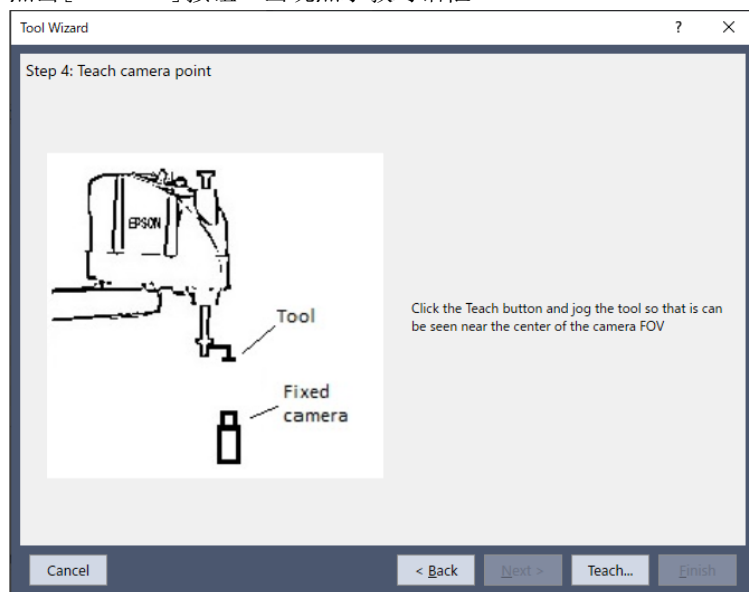 Tool Wizard
?
Step 4: Teach camera point
EPSON
Tool
Fixed
camera
Click the Teach button and jog the tool so that is can
be seen near the center of the camera FOV
Cancel
< Back
Next >
Teach...
Finish